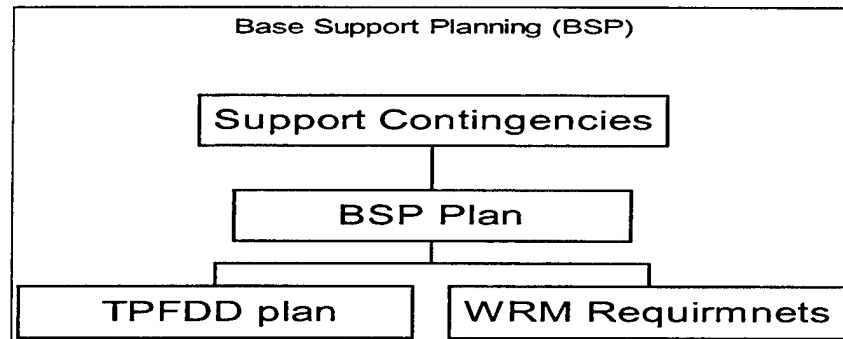 Base Support Planning (BSP)
Support Contingencies
BSP Plan
TPFDD plan
WRM Requirmnets